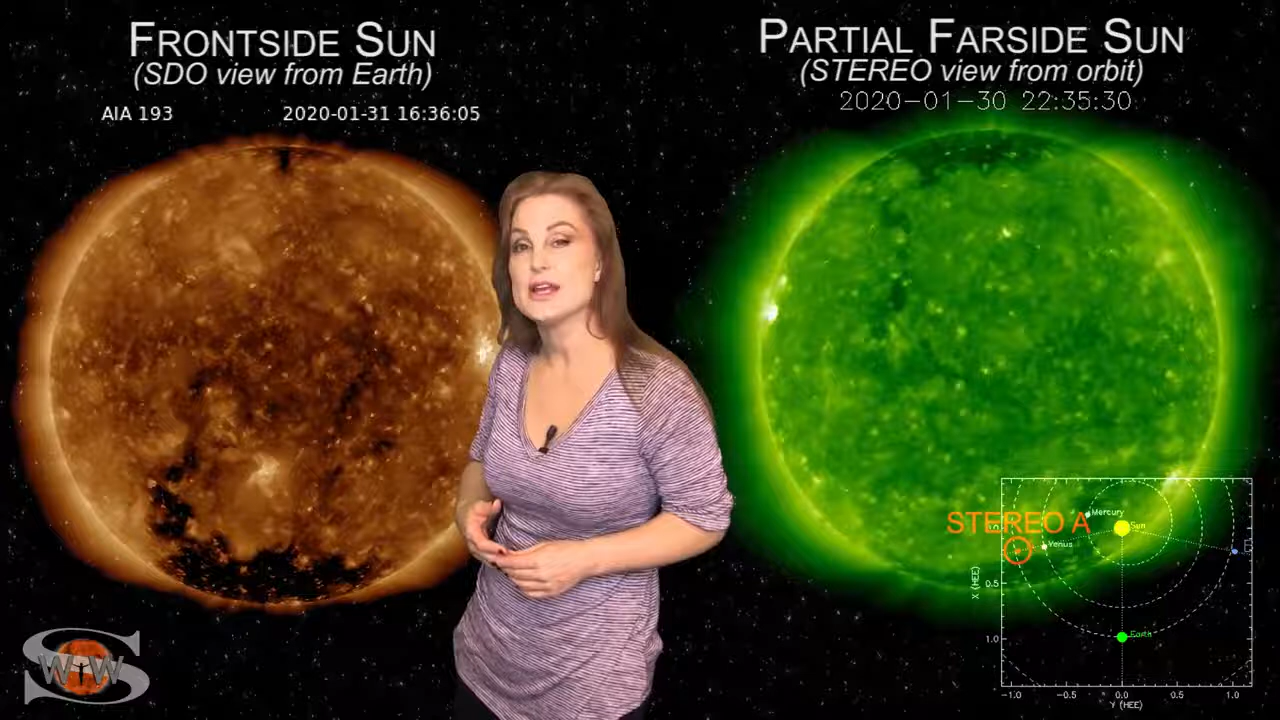 FRONTSIDE SUN
(SDO view from Earth)
AIA 193 2020-01-31 16:36:05
PARTIAL FARSIDE SUN
(STEREO view from orbit)
2020-01-30 22:35:30
STEREO A
Mercury
Sun
Venus
Earth
X (HEE)
0.5
1.0
-1.0 -0.5 0.0 0.5 1.0
Y (HEE)
S
WTW